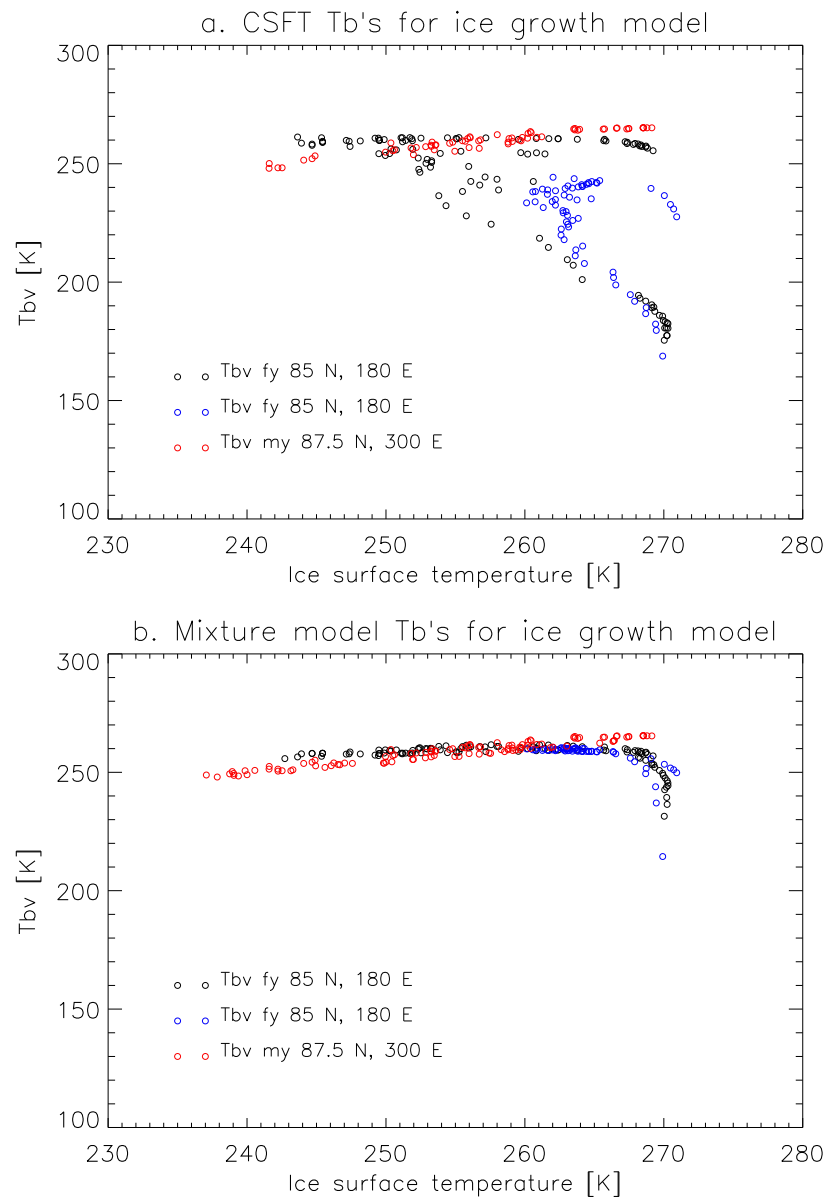 a. CSFT Tb's for ice growth model
300
250
200
150
100
Tbv [K]
Tbv fy 85 N, 180 E
Tbv fy 85 N, 180 E
Tbv my 87.5 N, 300 E
230 240 250 260 270 280
Ice surface temperature [K]
b. Mixture model Tb's for ice growth model
300
250
200
150
100
Tbv [K]
Tbv fy 85 N, 180 E
Tbv fy 85 N, 180 E
Tbv my 87.5 N, 300 E
230 240 250 260 270 280
Ice surface temperature [K]